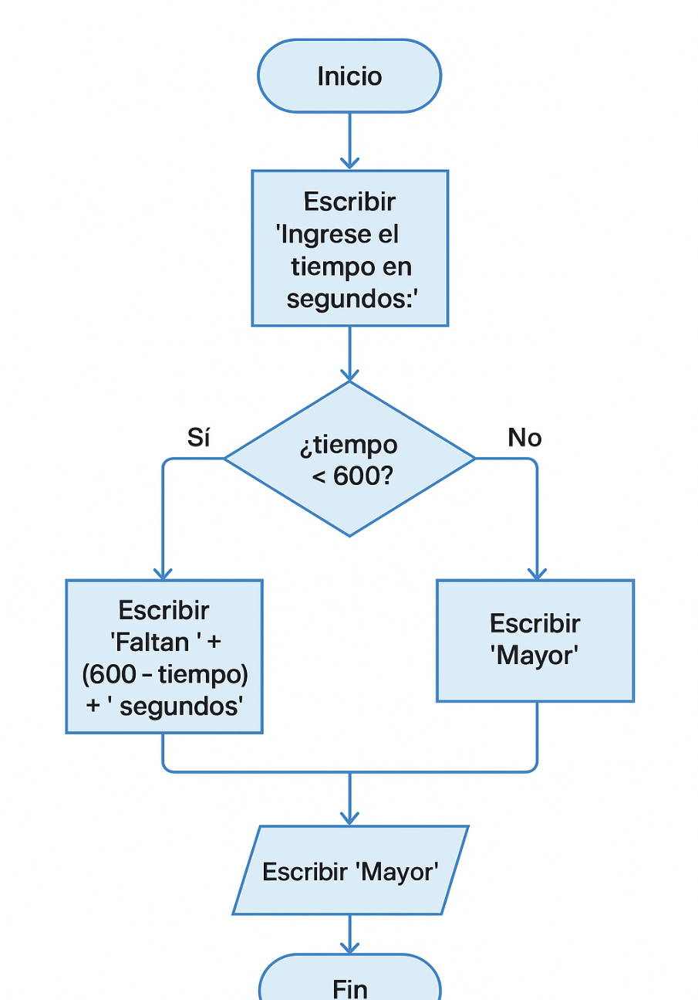 Inicio
Escribir
'Ingrese el
tiempo en
segundos:'
¿tiempo
< 600?
Sí
No
Escribir
'Faltan ' +
(600 – tiempo)
+ ' segundos'
Escribir
'Mayor'
Escribir 'Mayor'
Fin